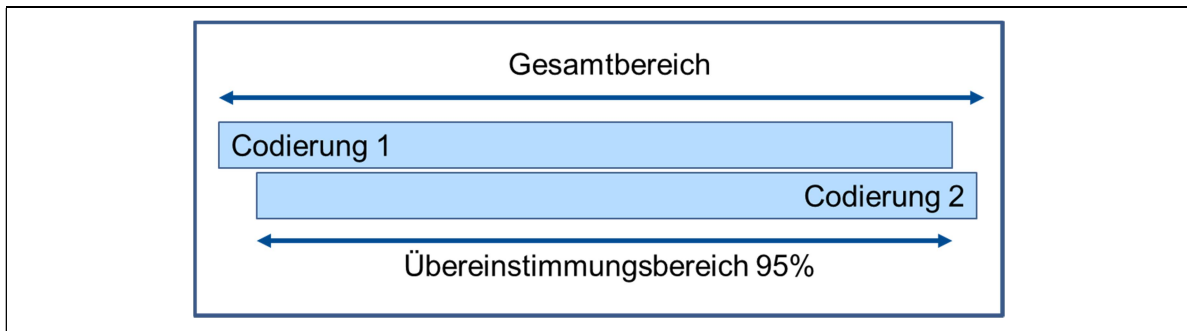 Gesamtbereich
Codierung 1
Codierung 2
Übereinstimmungsbereich 95%